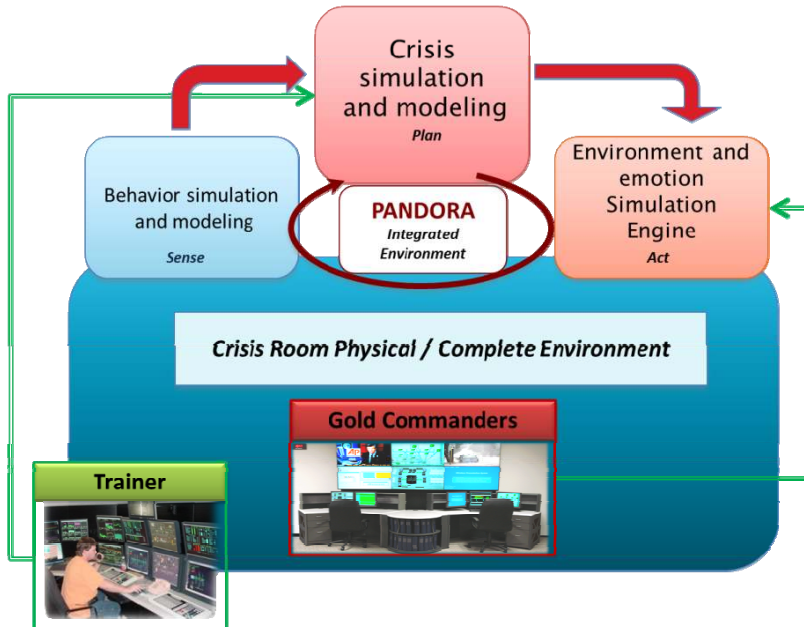 Crisis
simulation
and modeling
Plan
Behavior simulation
and modeling
Sense
PANDORA
Integrated
Environment
Environment and
emotion
Simulation
Engine
Act
Crisis Room Physical / Complete Environment
Gold Commanders
Trainer